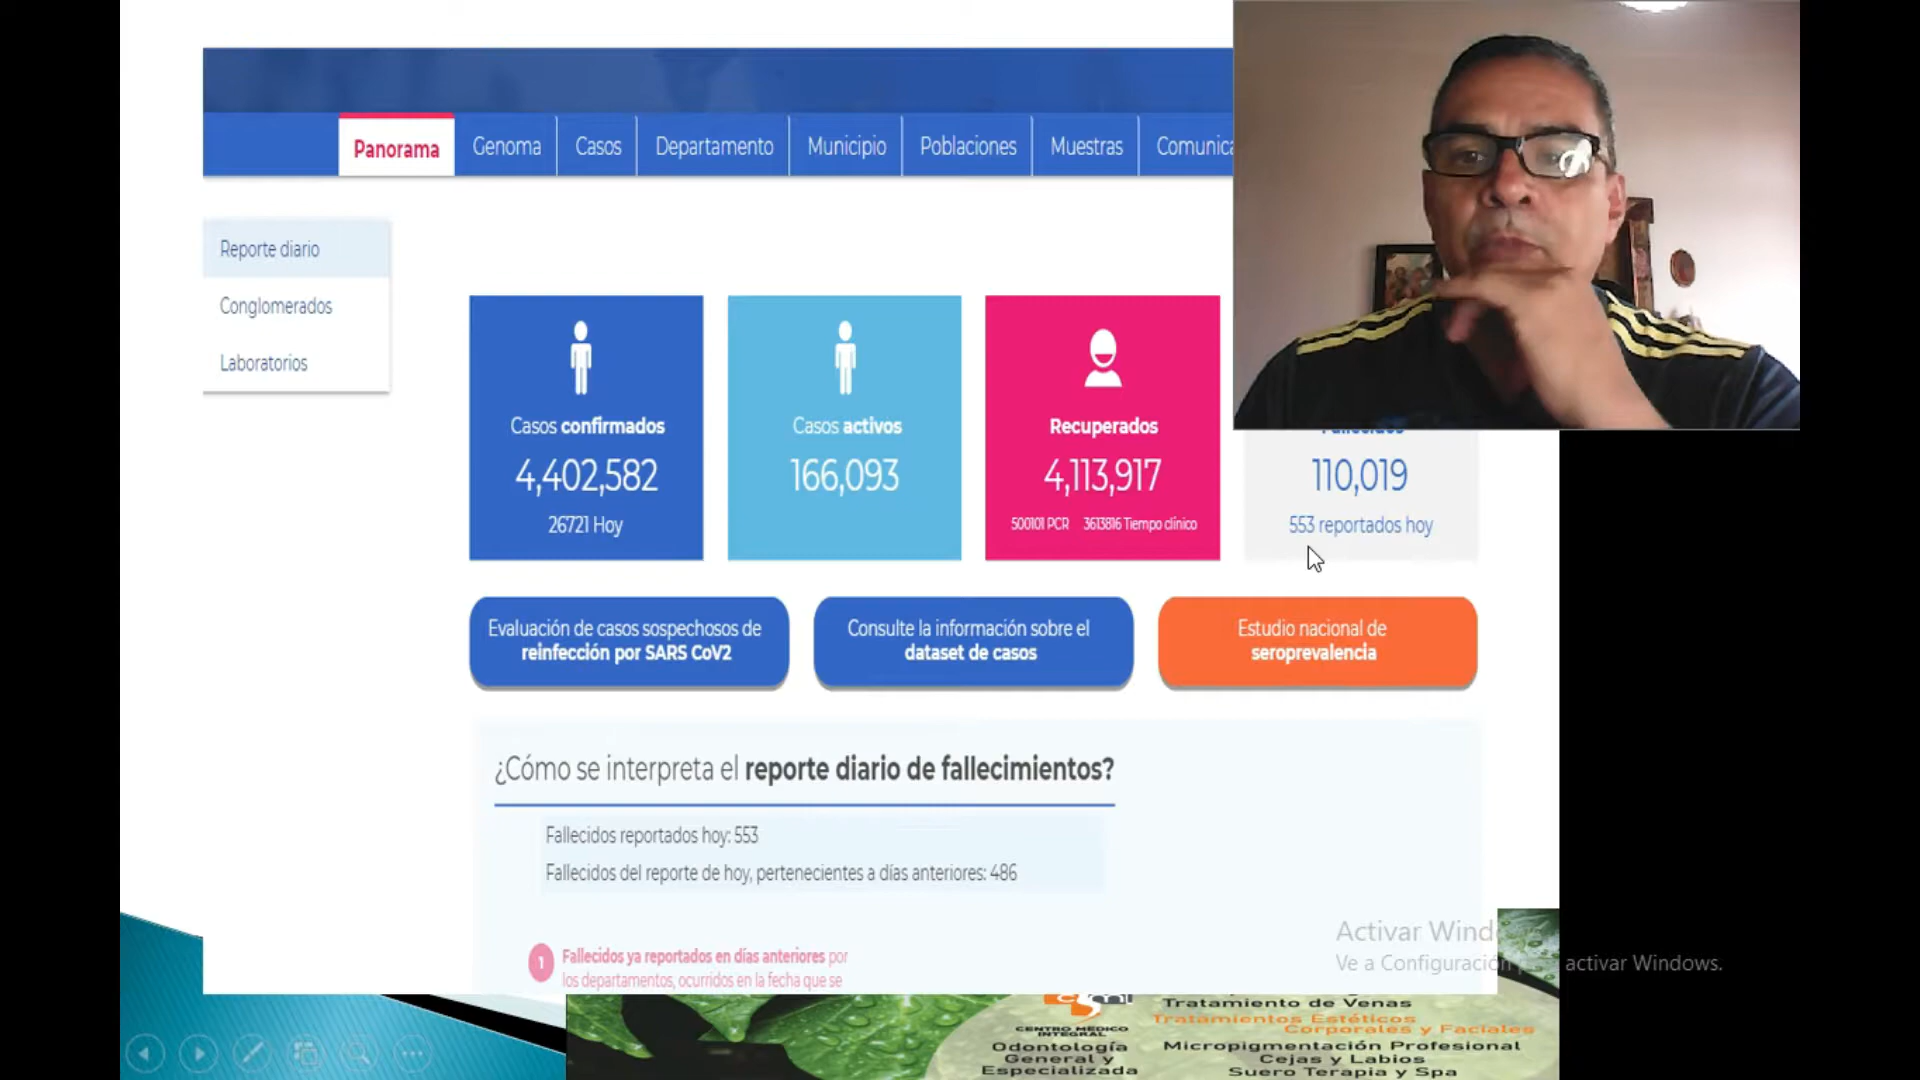 Panorama
Genoma
Casos
Departamento
Municipio
Poblaciones
Muestras
Reporte diario
Conglomerados
Laboratorios
Casos confirmados
4,402,582
26721 Hoy
Casos activos
166,093
Recuperados
4,113,917
500101 PCR 3613816 Tiempo clínico
110,019
553 reportados hoy
Evaluación de casos sospechosos de
reinfección por SARS CoV2
Consulte la información sobre el
dataset de casos
Estudio nacional de
seroprevalencia
¿Cómo se interpreta el reporte diario de fallecimientos?
Fallecidos reportados hoy: 553
Fallecidos del reporte de hoy, pertenecientes a días anteriores: 486
1 Fallecidos ya reportados en días anteriores por
los departamentos, ocurridos en la fecha que se
Activar
Ve a activar Windows.
CENTRO MEDICO
INTEGRAL
Odontología
General y
Especializada
Tratamiento de Venas
Tratamientos Estéticos
Corporales y Faciales
Micropigmentación Profesional
Cejas y Labios
Suero Terapia y Spa